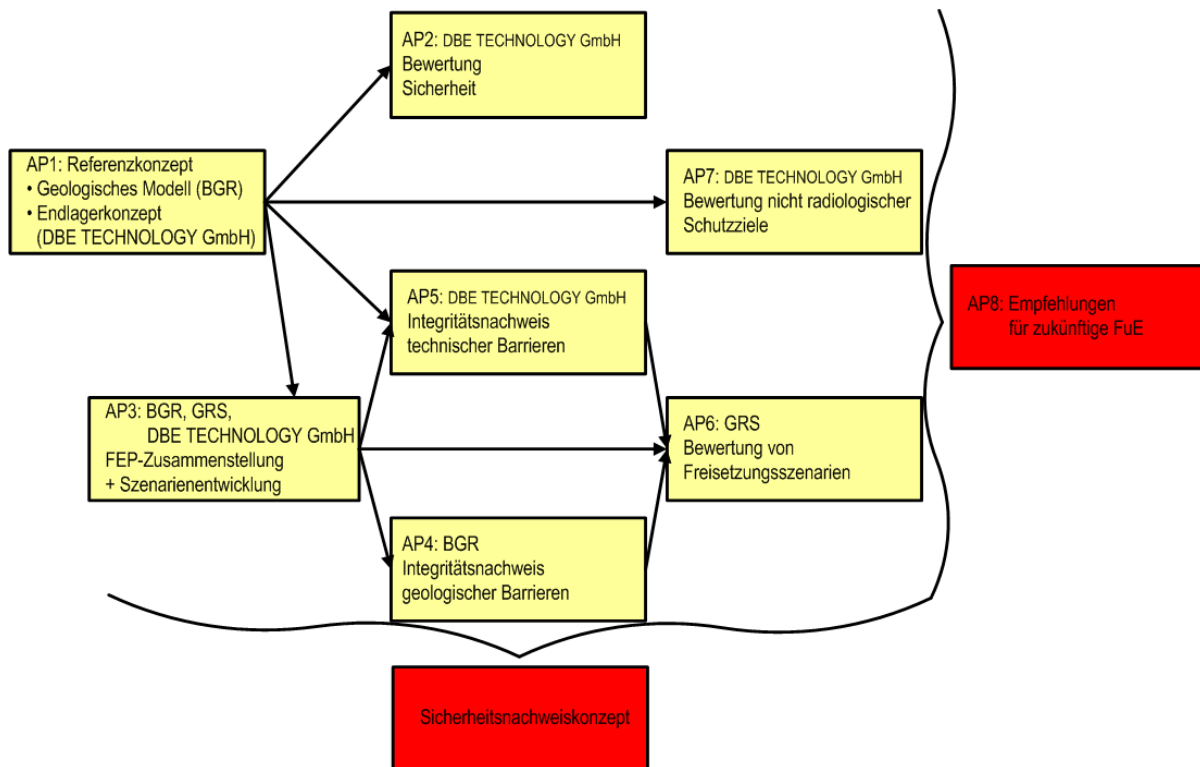 AP2: DBE TECHNOLOGY GmbH
Bewertung
Sicherheit
AP1: Referenzkonzept
• Geologisches Modell (BGR)
• Endlagerkonzept
(DBE TECHNOLOGY GmbH)
AP7: DBE TECHNOLOGY GmbH
Bewertung nicht radiologischer
Schutzziele
AP5: DBE TECHNOLOGY GmbH
Integritätsnachweis
technischer Barrieren
AP8: Empfehlungen
für zukünftige FuE
AP3: BGR, GRS,
DBE TECHNOLOGY GmbH
FEP-Zusammenstellung
+ Szenarienentwicklung
AP6: GRS
Bewertung von
Freisetzungsszenarien
AP4: BGR
Integritätsnachweis
geologischer Barrieren
Sicherheitsnachweiskonzept